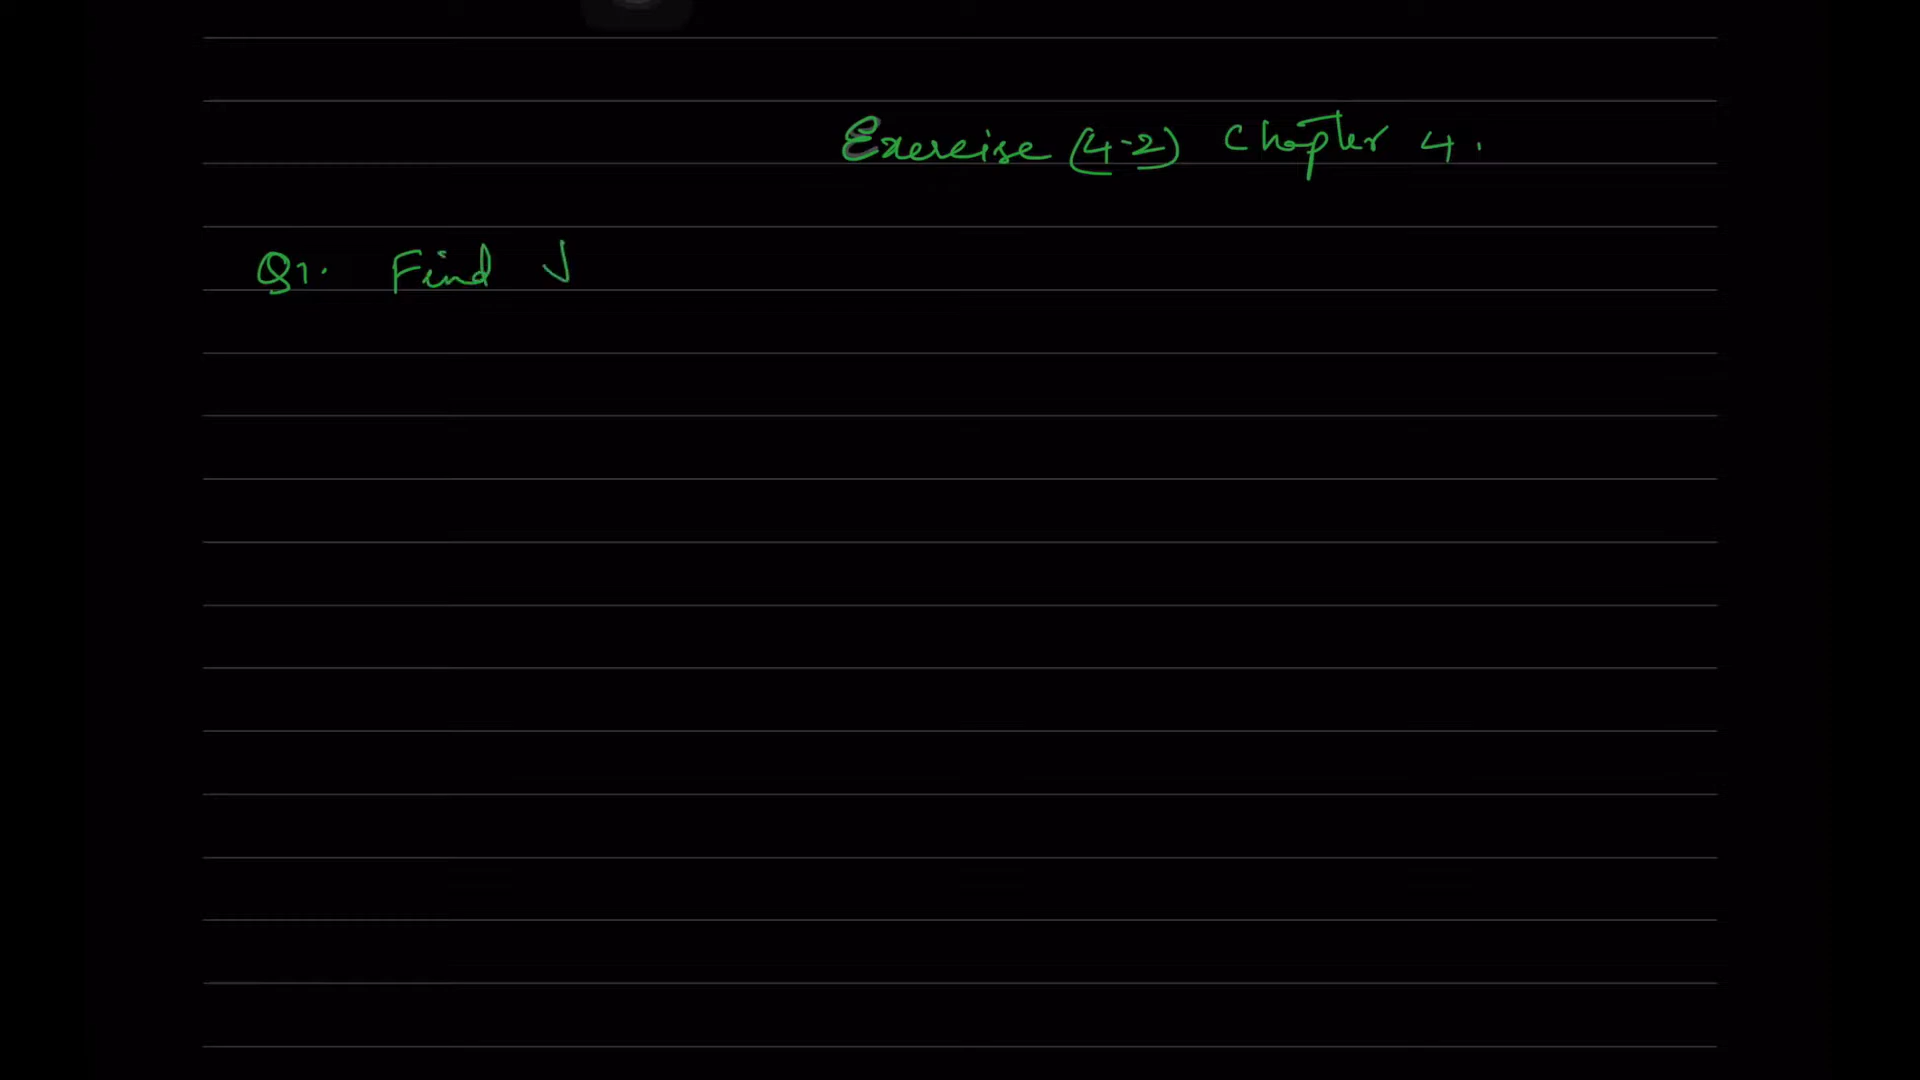 Exercise (4-2) Chapter 4.
Q1. Find √